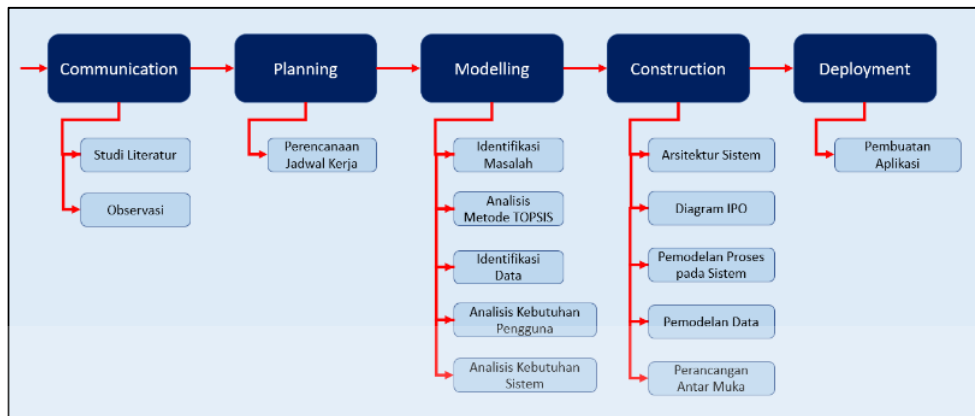 Communication
Planning
Modelling
Construction
Deployment
Studi Literatur
Observasi
Perencanaan
Jadwal Kerja
Identifikasi
Masalah
Analisis
Metode TOPSIS
Identifikasi
Data
Analisis Kebutuhan
Pengguna
Analisis Kebutuhan
Sistem
Arsitektur Sistem
Diagram IPO
Pemodelan Proses
pada Sistem
Pemodelan Data
Perancangan
Antar Muka
Pembuatan
Aplikasi